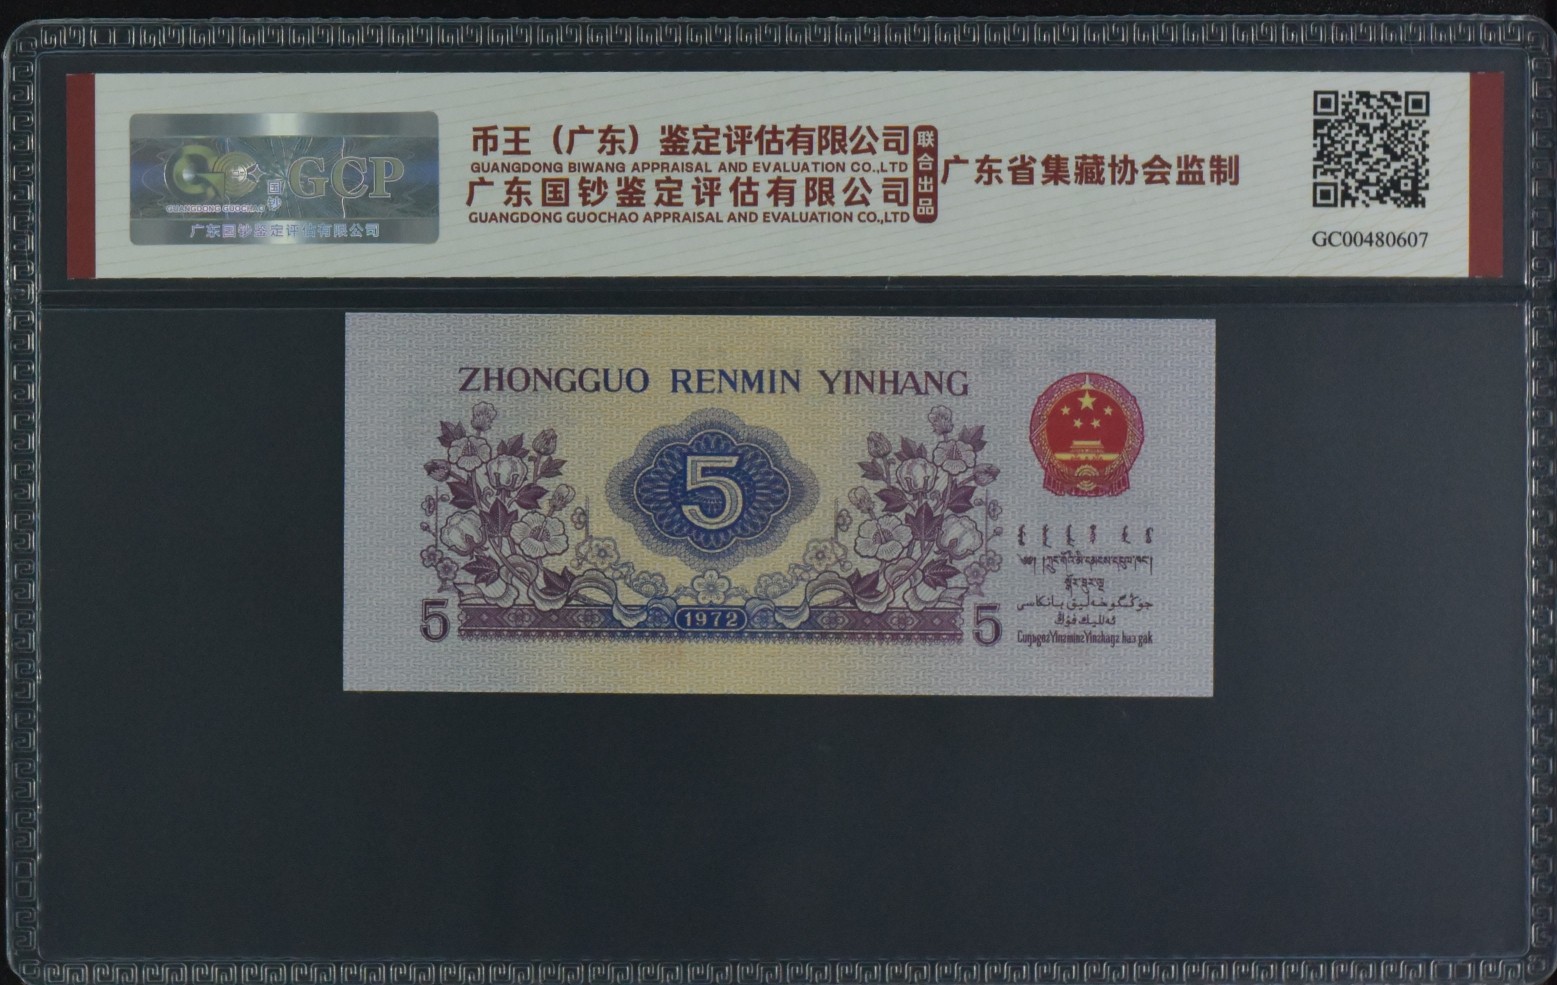 GCP
国钞
GUANGDONG GUOCHAO
广东国钞鉴定评估有限公司
币王（广东）鉴定评估有限公司
GUANGDONG BIWANG APPRAISAL AND EVALUATION CO.,LTD
广东国钞鉴定评估有限公司
GUANGDONG GUOCHAO APPRAISAL AND EVALUATION CO.,LTD
联合出品
广东省集藏协会监制
GC00480607
ZHONGGUO RENMIN YINHANG
5
5
1972
5
جۇڭگو خەلىق بانكاسى